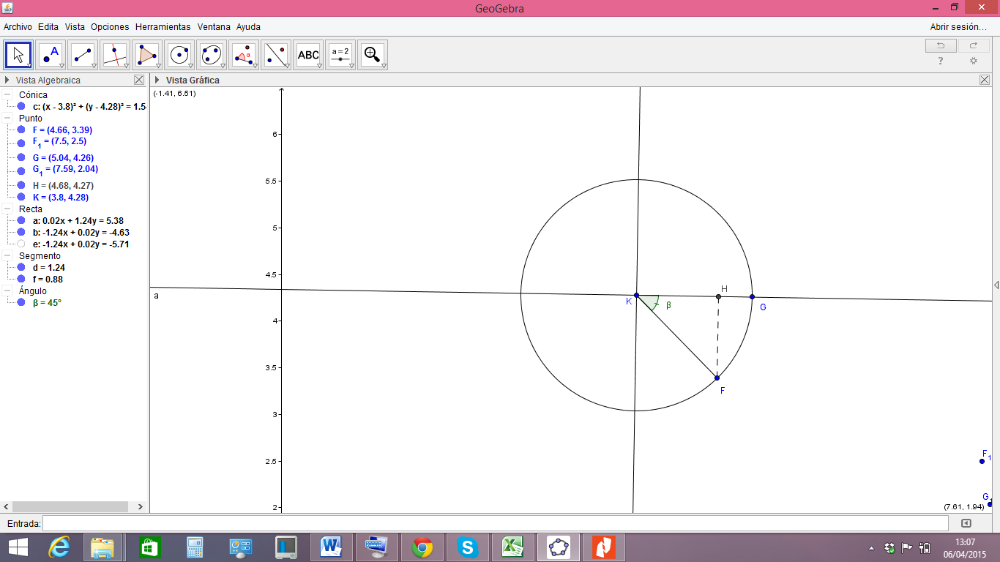 GeoGebra
Archivo Edita Vista Opciones Herramientas Ventana Ayuda
Abrir sesión...
A
α
ABC
a=2
?
Vista Algebraica
Vista Gráfica
Cónica
c: (x - 3.8)² + (y - 4.28)² = 1.5
Punto
F = (4.66, 3.39)
F1 = (7.5, 2.5)
G = (5.04, 4.26)
G1 = (7.59, 2.04)
H = (4.68, 4.27)
K = (3.8, 4.28)
Recta
a: 0.02x + 1.24y = 5.38
b: -1.24x + 0.02y = -4.63
e: -1.24x + 0.02y = -5.71
Segmento
d = 1.24
f = 0.88
Ángulo
β = 45°
(-1.41, 6.51)
6
5.5
5
4.5
4
3.5
3
2.5
2
a
K
β
H
G
F
F1
G1
(7.61, 1.94)
Entrada:
13:07
06/04/2015